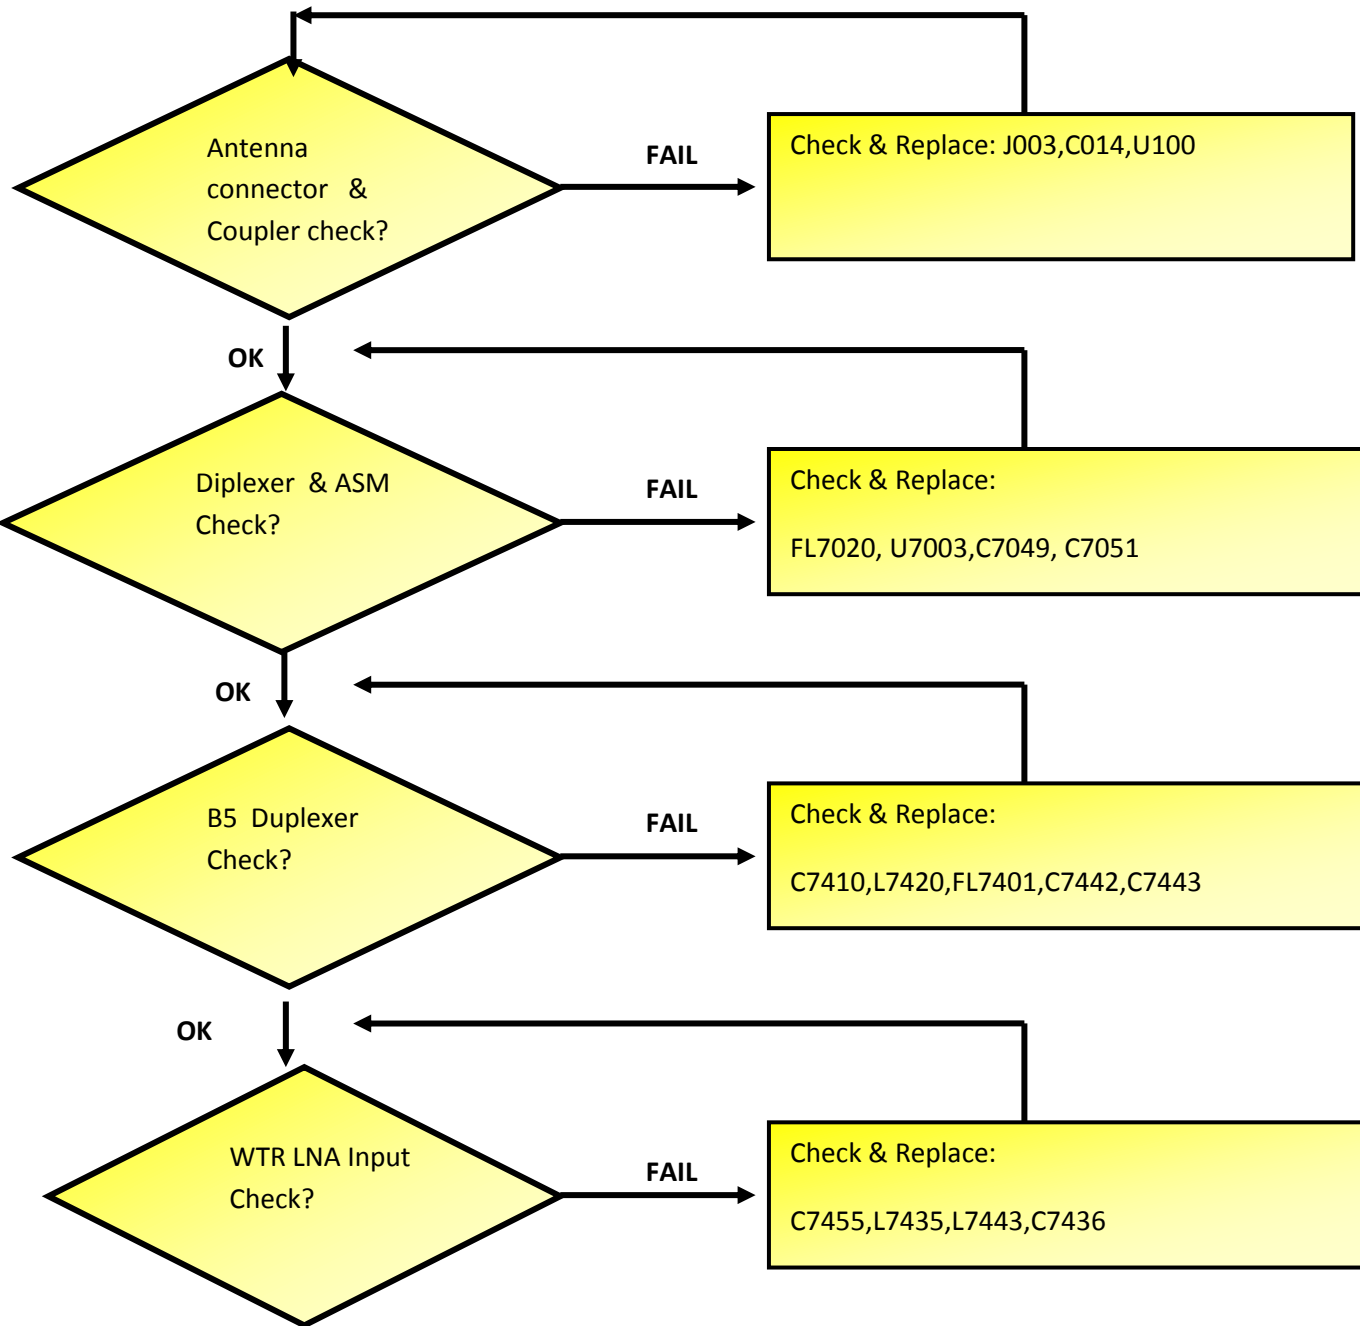 Antenna
connector & 
Coupler check?
FAIL
Check & Replace: J003,C014,U100
OK
Diplexer & ASM
Check?
FAIL
Check & Replace:
FL7020, U7003,C7049, C7051
OK
B5 Duplexer
Check?
FAIL
Check & Replace:
C7410,L7420,FL7401,C7442,C7443
OK
WTR LNA Input
Check?
FAIL
Check & Replace:
C7455,L7435,L7443,C7436